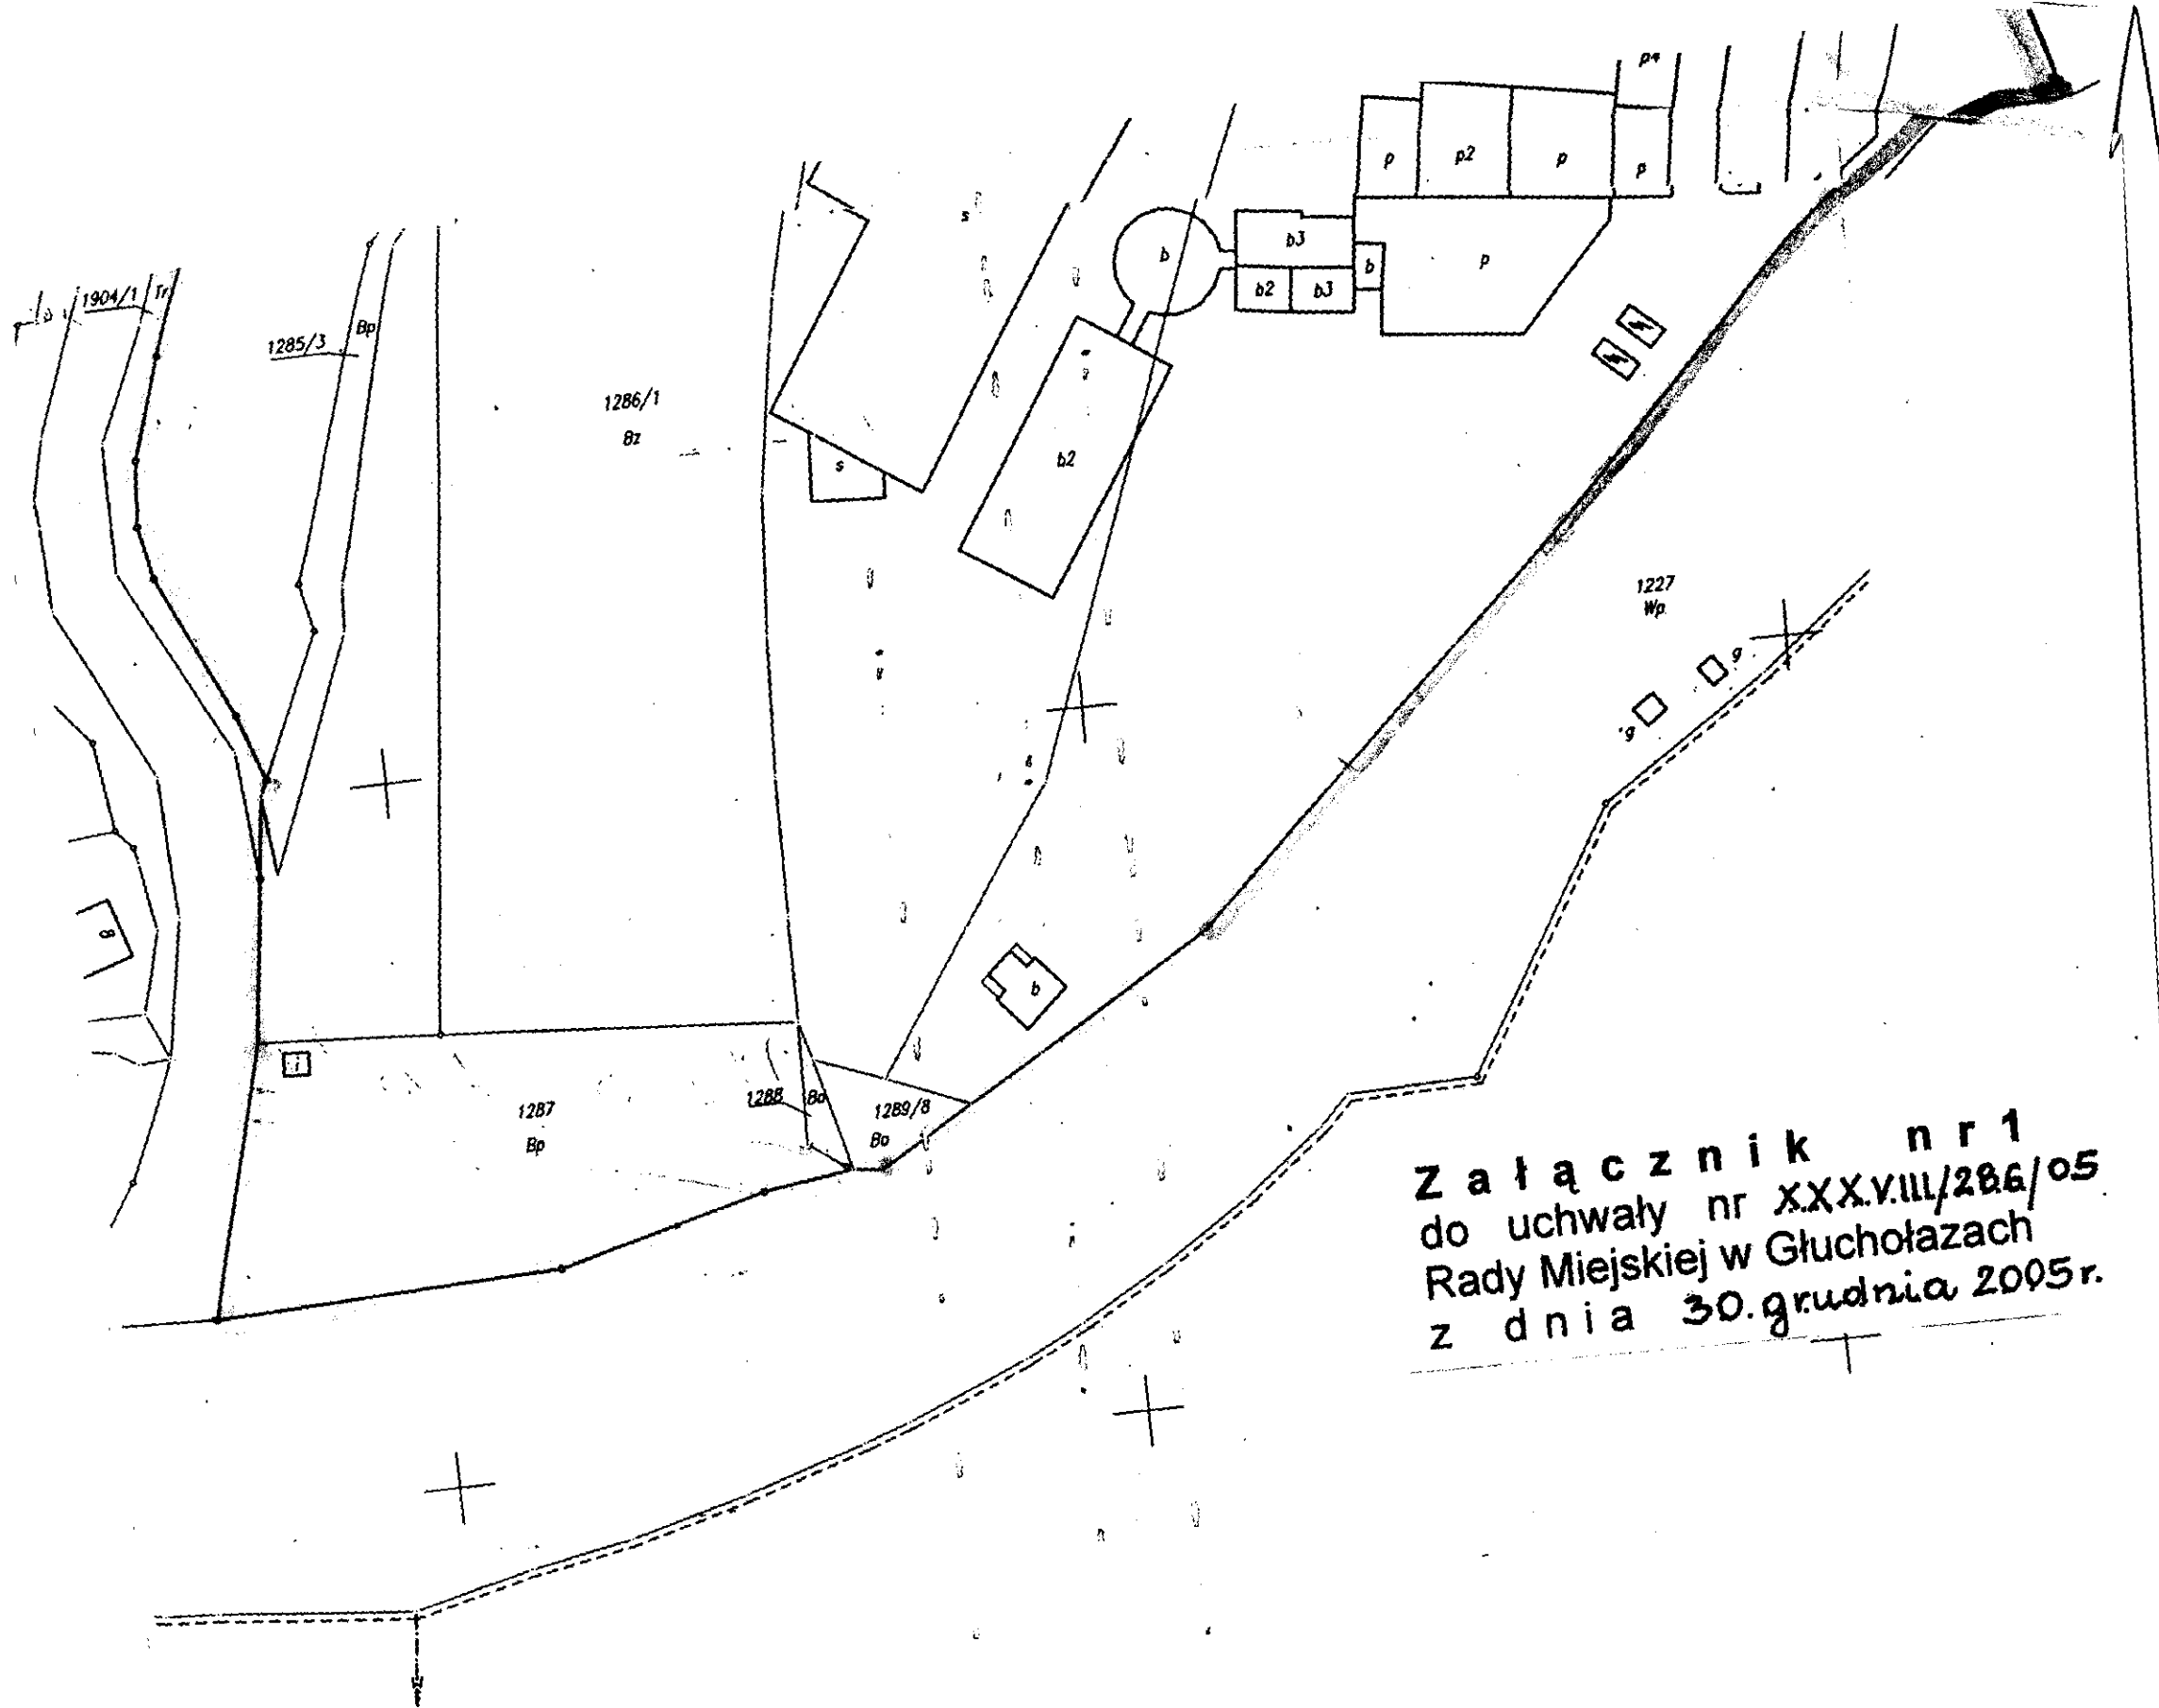 p4
p
p2
p
p
s
b
b3
b
p
b2
b3
1904/1 Tr
1285/3
Bp
1286/1
Bz
s
b2
1227
Wp
g
g
8
b
i
1287
Bp
1288
Bo
1289/8
Bo
Załącznik nr 1
do uchwały nr XXXVIII/286/05
Rady Miejskiej w Głuchołazach
z dnia 30.grudnia 2005r.